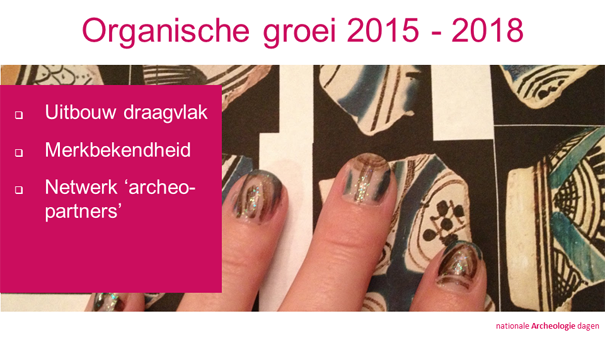 Organische groei 2015 - 2018
Uitbouw draagvlak
Merkbekendheid
Netwerk ‘archeo-
partners’
nationale Archeologie dagen